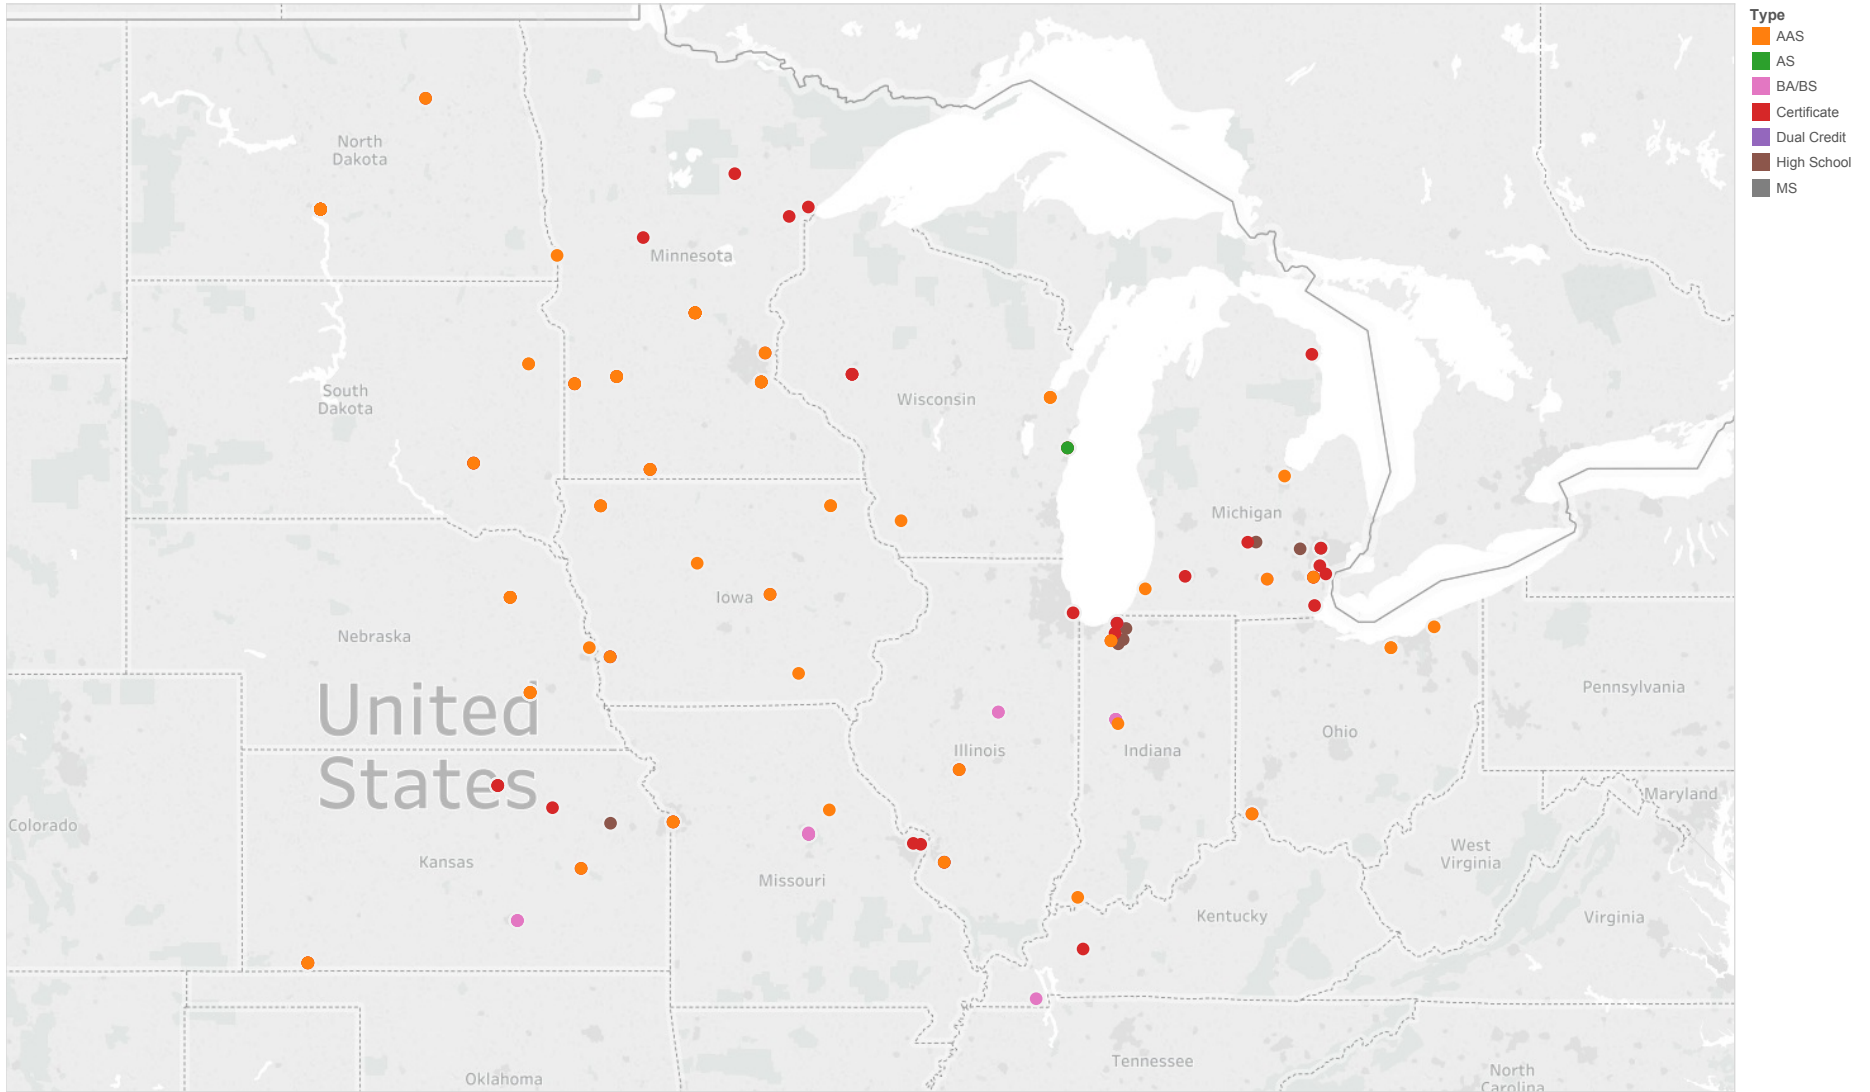 Type
AAS
AS
BA/BS
Certificate
Dual Credit
High School
MS
North
Dakota
Minnesota
South
Dakota
Wisconsin
Michigan
Iowa
Nebraska
United
States
Pennsylvania
Ohio
Illinois
Indiana
Maryland
Colorado
West
Virginia
Kansas
Missouri
Kentucky
Virginia
Tennessee
Oklahoma
North
Carolina